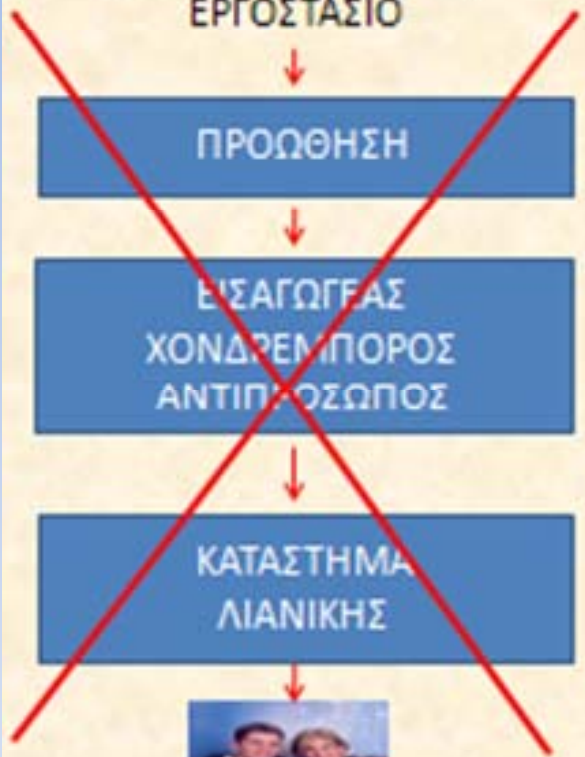 ΕΡΓΟΣΤΑΣΙΟ
ΠΡΟΩΘΗΣΗ
ΕΙΣΑΓΩΓΕΑΣ
ΧΟΝΔΡΕΜΠΟΡΟΣ
ΑΝΤΙΠΡΟΣΩΠΟΣ
ΚΑΤΑΣΤΗΜΑ
ΛΙΑΝΙΚΗΣ